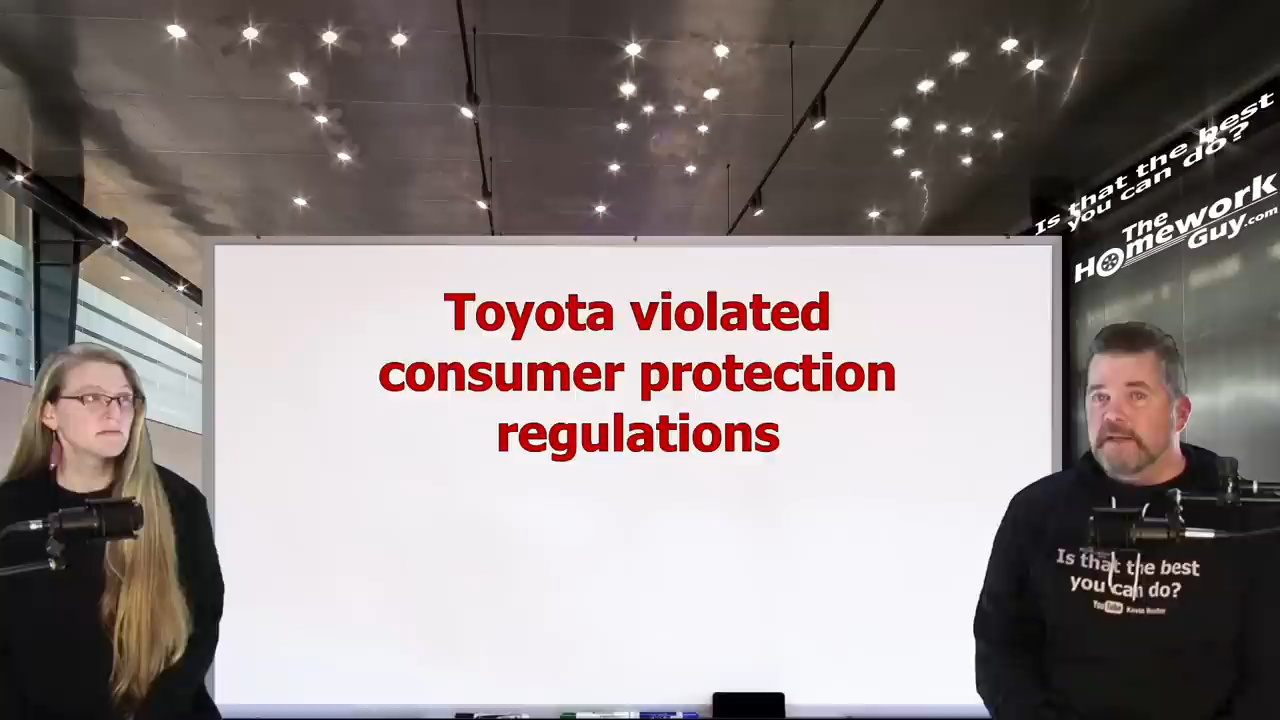 Is that the best
you can do?
The
Homework
Guy.com
Toyota violated
consumer protection
regulations
Is that the best
you can do?
YouTube Kevin Hunter